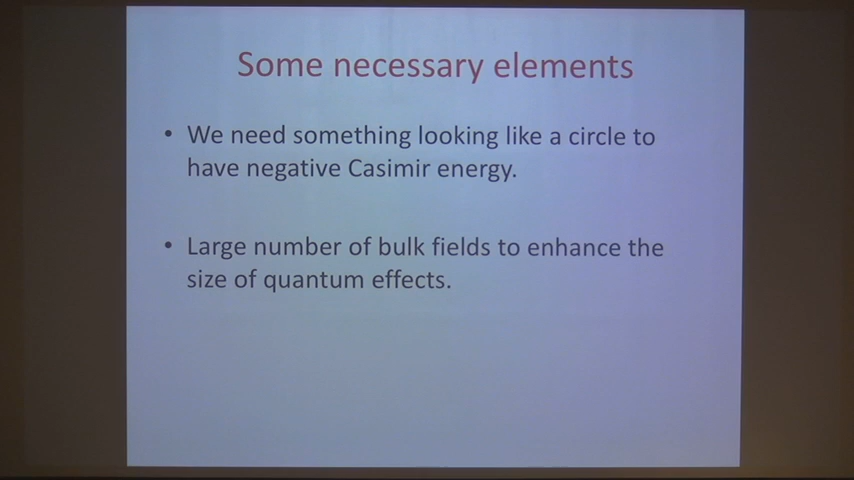 Some necessary elements
• We need something looking like a circle to
have negative Casimir energy.
• Large number of bulk fields to enhance the
size of quantum effects.